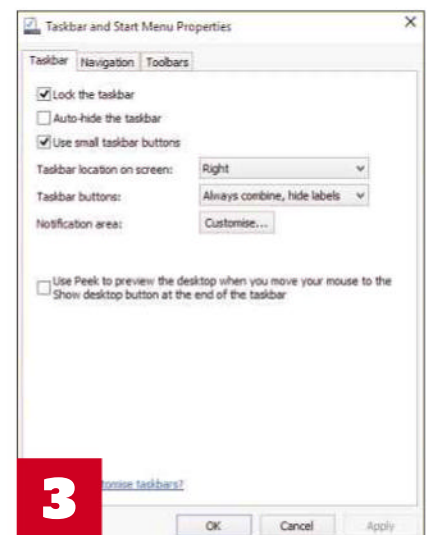 Taskbar and Start Menu Properties
Taskbar Navigation Toolbars
Lock the taskbar
Auto-hide the taskbar
Use small taskbar buttons
Taskbar location on screen: Right
Taskbar buttons: Always combine, hide labels
Notification area: Customise...
Use Peek to preview the desktop when you move your mouse to the
Show desktop button at the end of the taskbar
taskbars?
3
OK Cancel Apply